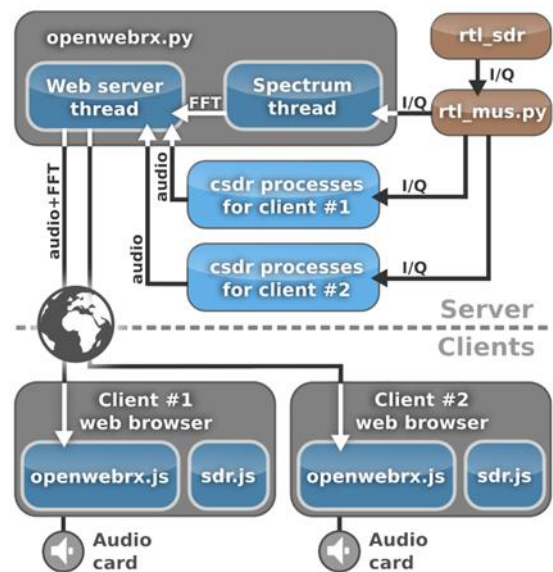 openwebrx.py
rtl_sdr
Web server
thread
FFT
Spectrum
thread
I/Q
I/Q
rtl_mus.py
audio+FFT
audio
audio
csdr processes
for client #1
I/Q
csdr processes
for client #2
I/Q
Server
Clients
Client #1
web browser
openwebrx.js
sdr.js
Client #2
web browser
openwebrx.js
sdr.js
Audio
card
Audio
card